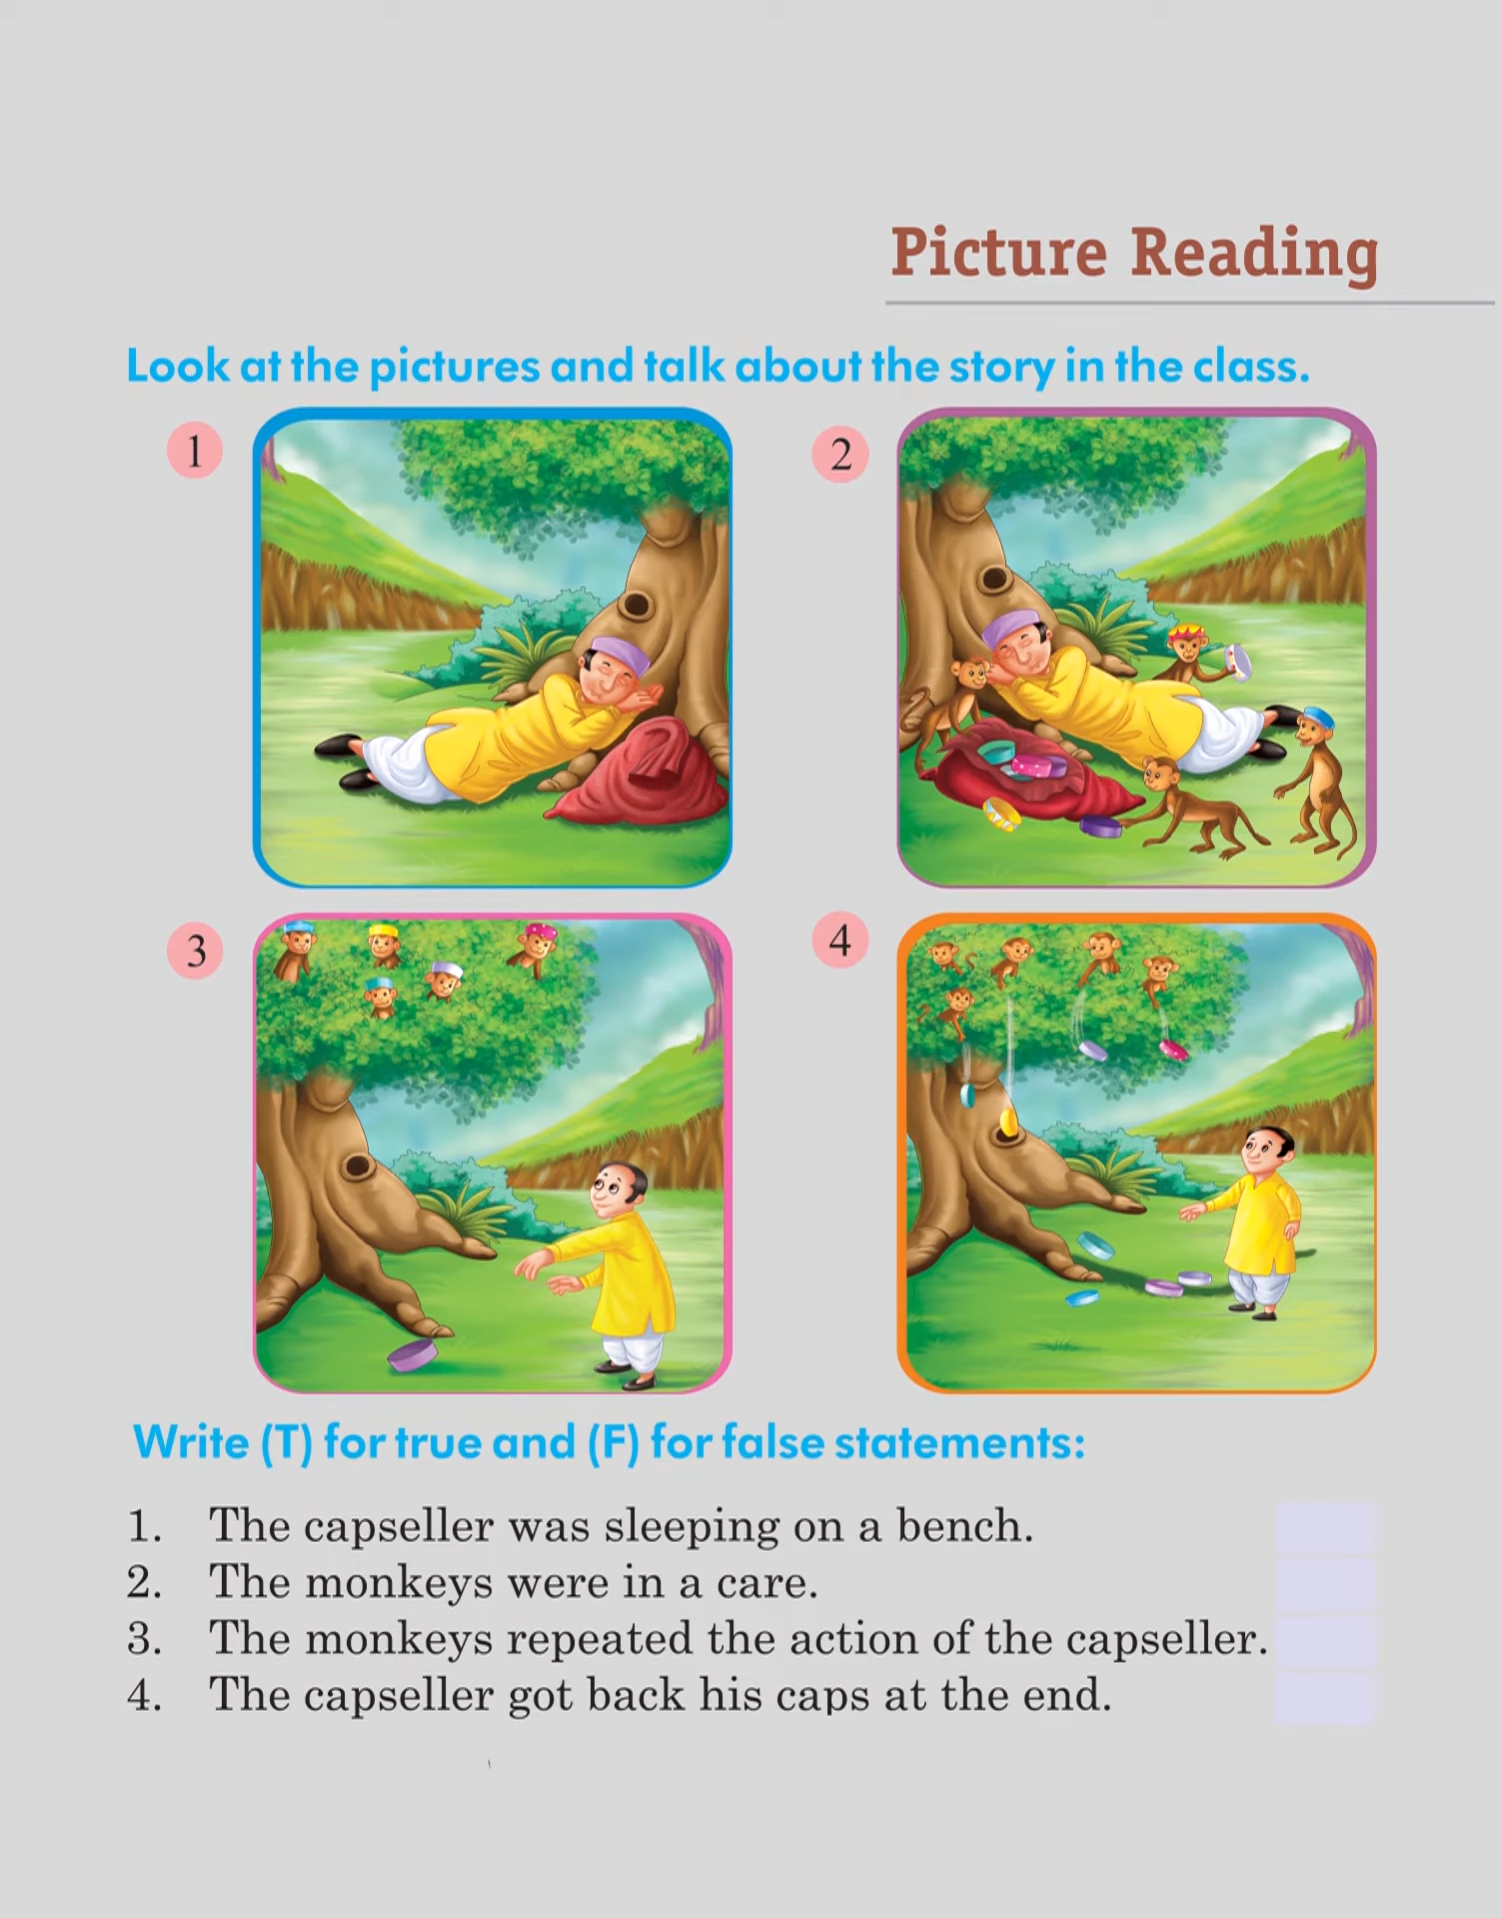 Picture Reading
Look at the pictures and talk about the story in the class.
1
2
3
4
Write (T) for true and (F) for false statements:
1. The capseller was sleeping on a bench.
2. The monkeys were in a care.
3. The monkeys repeated the action of the capseller.
4. The capseller got back his caps at the end.